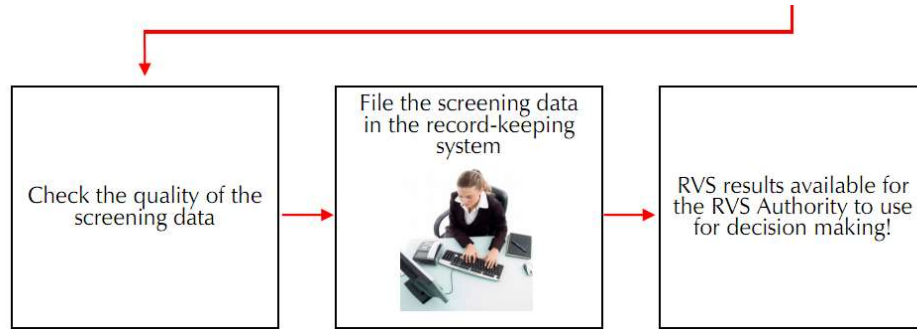 Check the quality of the
screening data
File the screening data
in the record-keeping
system
RVS results available for
the RVS Authority to use
for decision making!